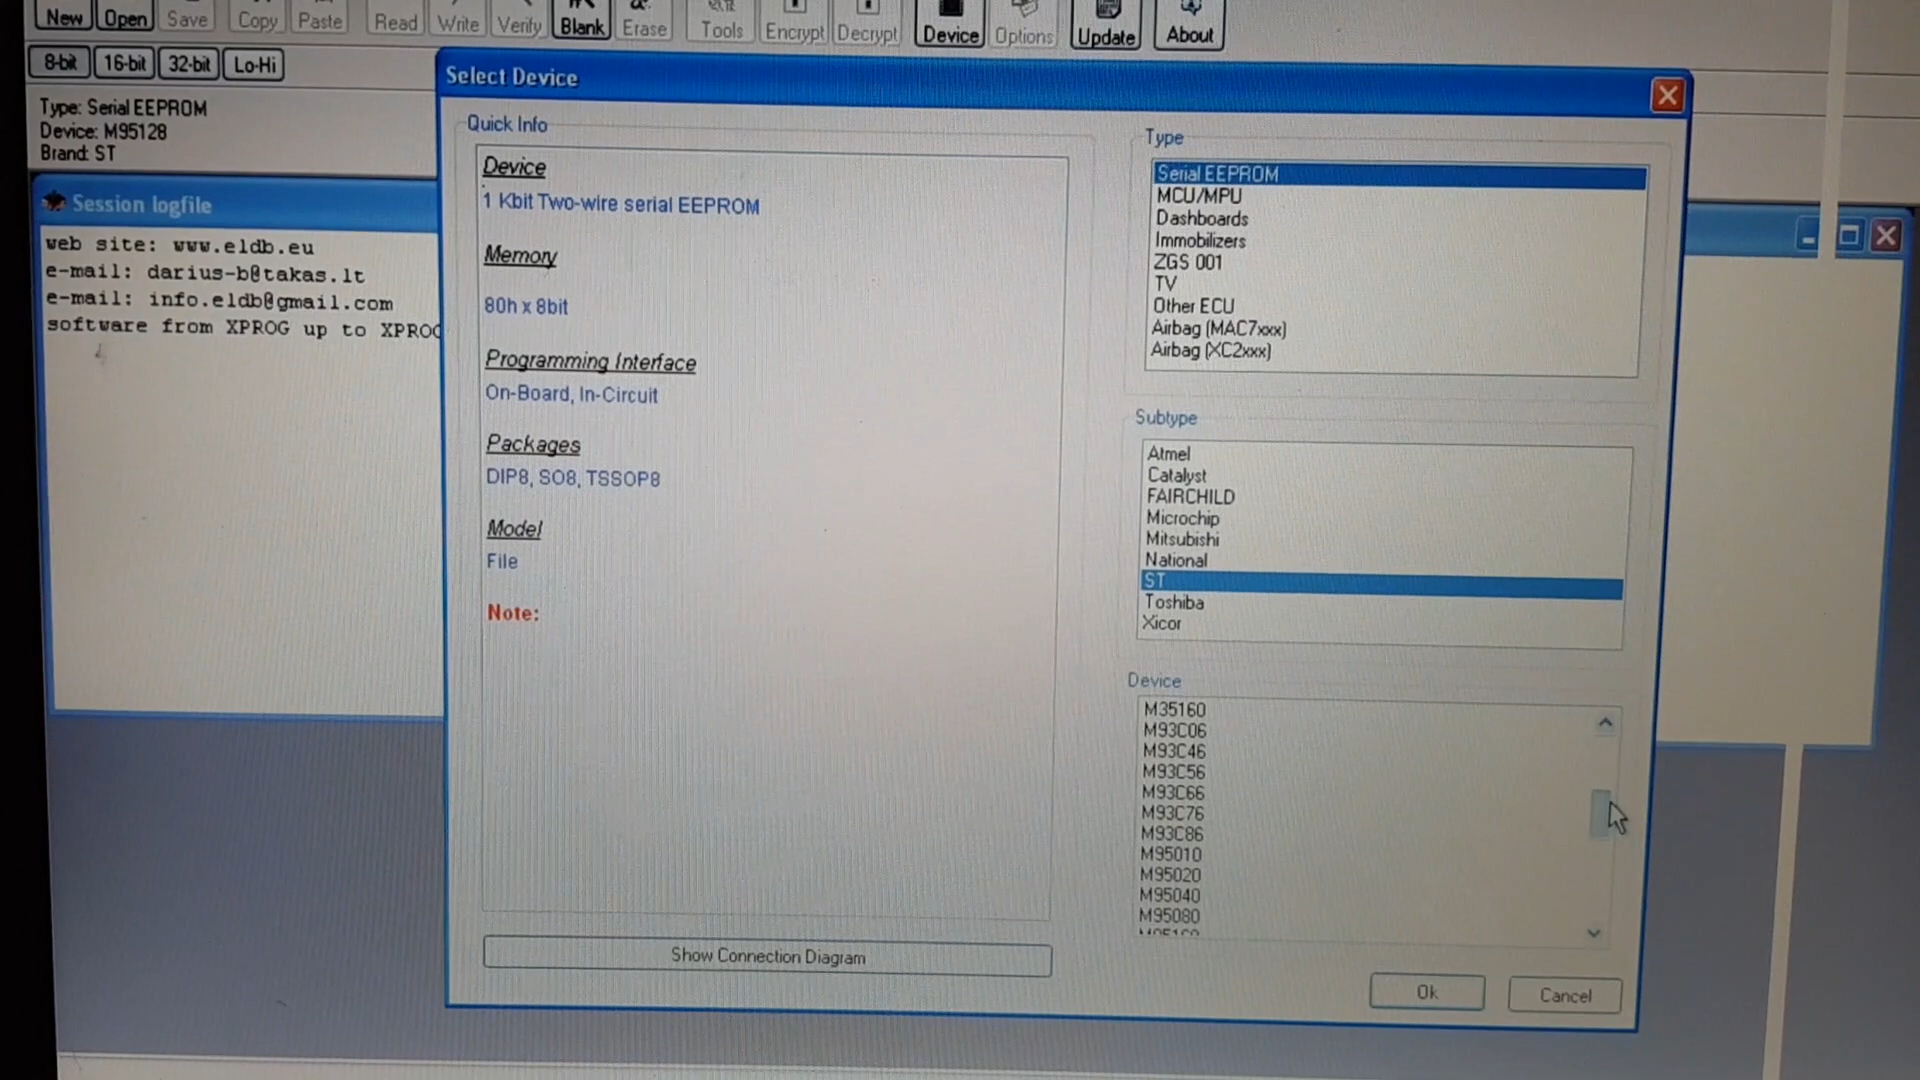 New Open Save Copy Paste Read Write Verify Blank Erase Tools Encrypt Decrypt Device Options Update About
8-bit 16-bit 32-bit Lo-Hi
Type: Serial EEPROM
Device: M95128
Brand: ST
Session logfile
web site: www.eldb.eu
e-mail: darius-b@takas.lt
e-mail: info.eldb@gmail.com
software from XPROG up to XPROG
Select Device
Quick Info
Device
1 Kbit Two-wire serial EEPROM
Memory
80h x 8bit
Programming Interface
On-Board, In-Circuit
Packages
DIP8, SO8, TSSOP8
Model
File
Note:
Show Connection Diagram
Type
Serial EEPROM
MCU/MPU
Dashboards
Immobilizers
ZGS 001
TV
Other ECU
Airbag (MAC7xxx)
Airbag (XC2xxx)
Subtype
Atmel
Catalyst
FAIRCHILD
Microchip
Mitsubishi
National
ST
Toshiba
Xicor
Device
M35160
M93C06
M93C46
M93C56
M93C66
M93C76
M93C86
M95010
M95020
M95040
M95080
Ok Cancel